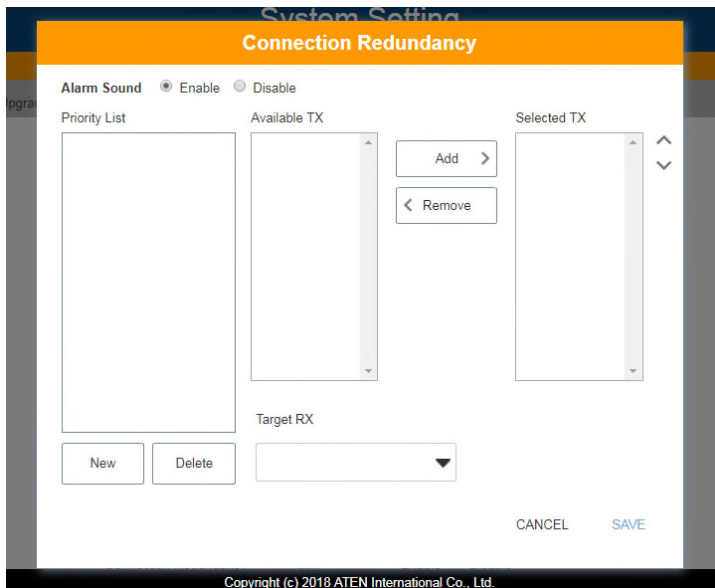 System Setting
Connection Redundancy
Alarm Sound Enable Disable
Priority List Available TX Selected TX
Add
Remove
Target RX
New Delete
CANCEL SAVE
Copyright (c) 2018 ATEN International Co., Ltd.